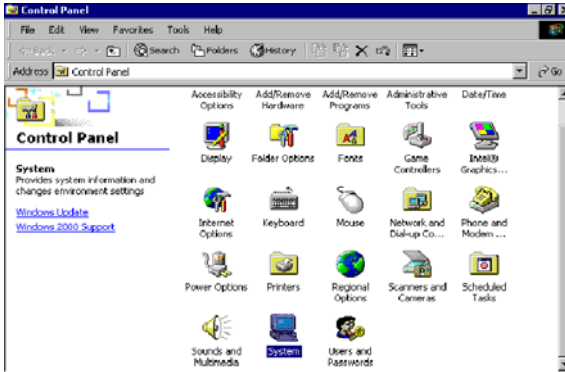 Control Panel
File Edit View Favorites Tools Help
Back Search Folders History
Address Control Panel Go
Accessibility Options
Add/Remove Hardware
Add/Remove Programs
Administrative Tools
Date/Time
Control Panel
System
Provides system information and
changes environment settings
Windows Update
Windows 2000 Support
Display
Folder Options
Fonts
Game Controllers
Intel® Graphics...
Internet Options
Keyboard
Mouse
Network and Dial-up Co...
Phone and Modem ...
Power Options
Printers
Regional Options
Scanners and Cameras
Scheduled Tasks
Sounds and Multimedia
System
Users and Passwords